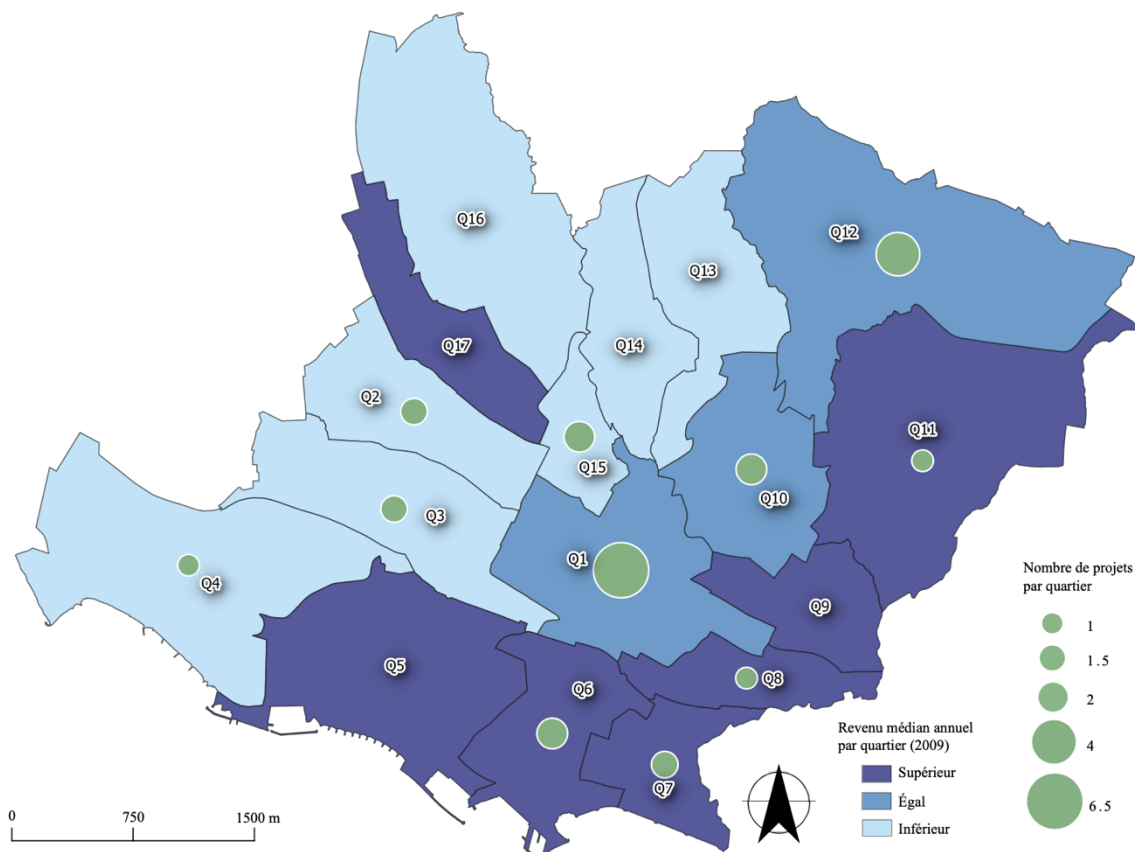 Q16
Q12
Q13
Q17
Q14
Q2
Q11
Q15
Q10
Q3
Q1
Q4
Q9
Q5
Q8
Q6
Q7
Nombre de projets
par quartier
1
1.5
2
4
6.5
Revenu médian annuel
par quartier (2009)
Supérieur
Égal
Inférieur
0 750 1500 m